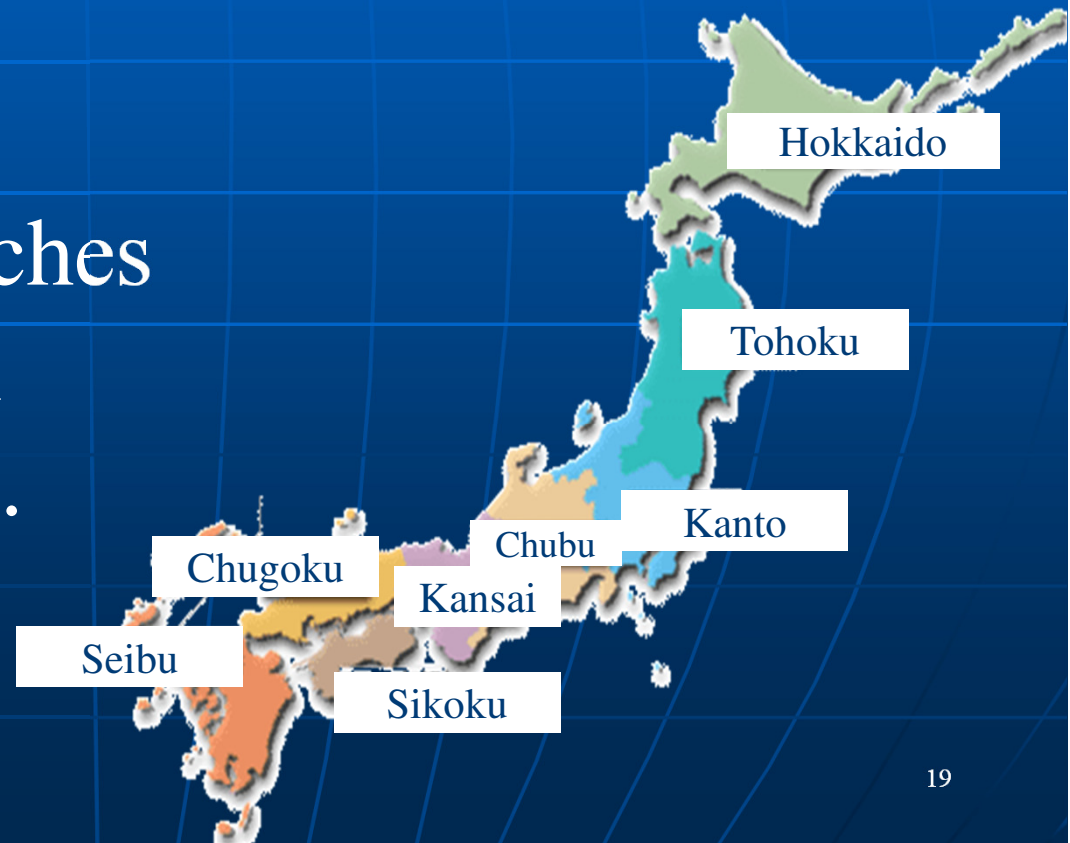 Hokkaido
ches
Tohoku
.
Kanto
Chubu
Chugoku
Kansai
Seibu
Sikoku
19